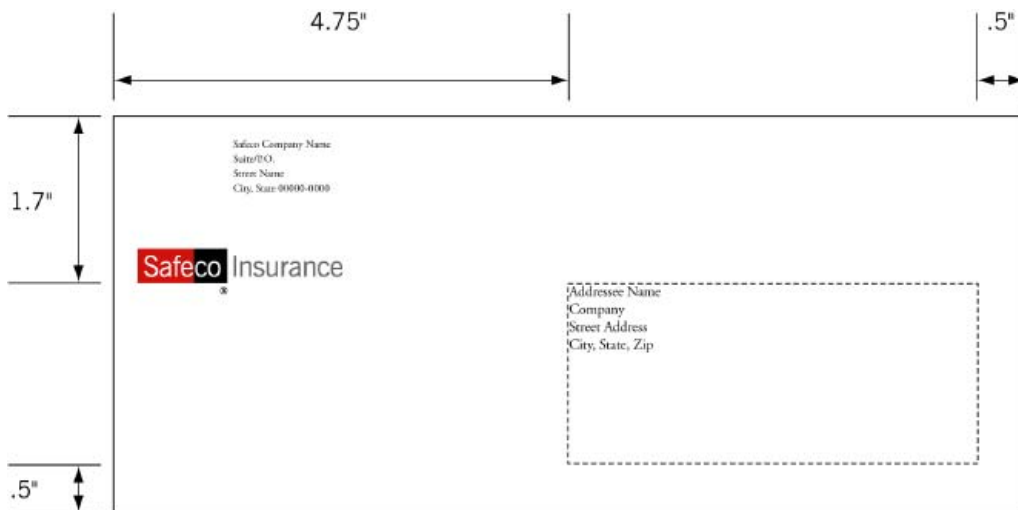 4.75"
.5"
Safeco Company Name
Suite/P.O.
Street Name
City, State 00000-0000
1.7"
Safeco Insurance
®
Addressee Name
Company
Street Address
City, State, Zip
.5"